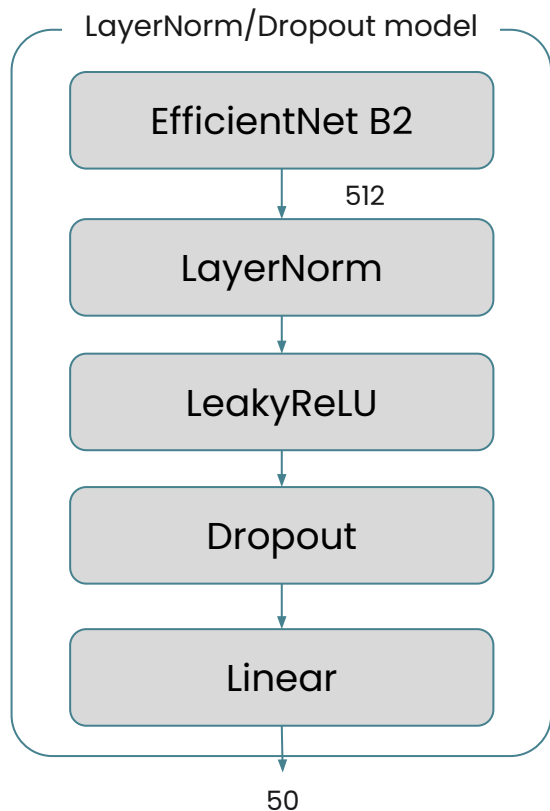 LayerNorm/Dropout model
EfficientNet B2
512
LayerNorm
LeakyReLU
Dropout
Linear
50